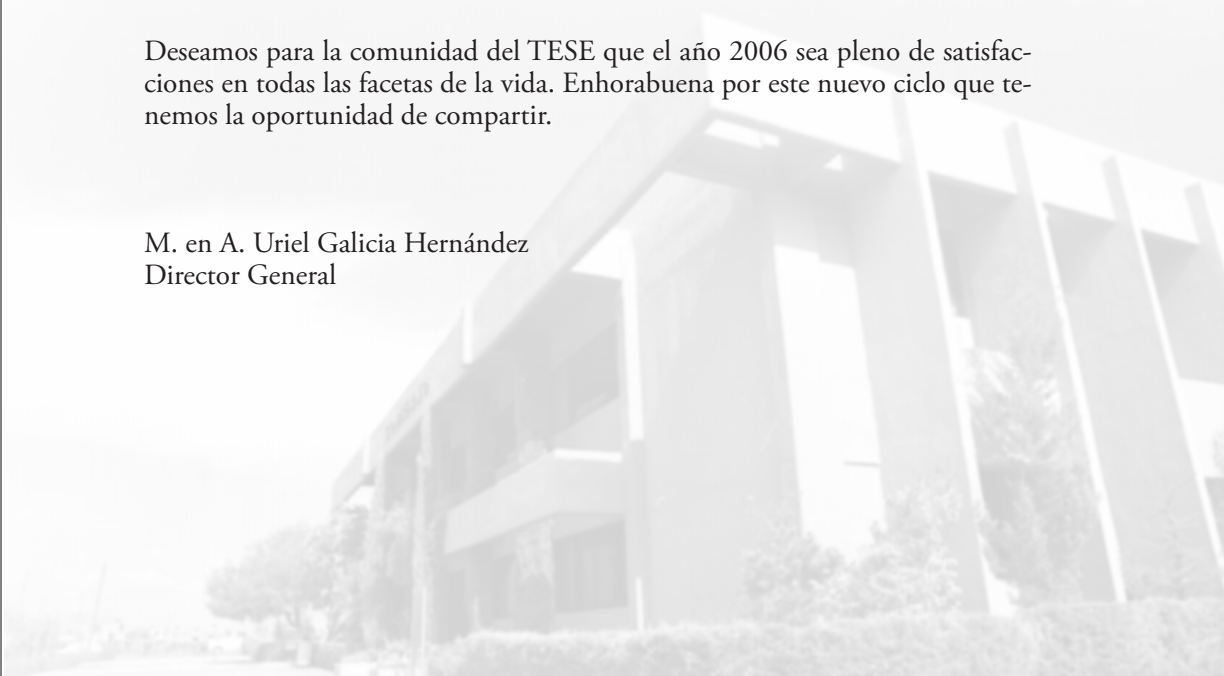 Deseamos para la comunidad del TESE que el año 2006 sea pleno de satisfac-
ciones en todas las facetas de la vida. Enhorabuena por este nuevo ciclo que te-
nemos la oportunidad de compartir.
M. en A. Uriel Galicia Hernández
Director General